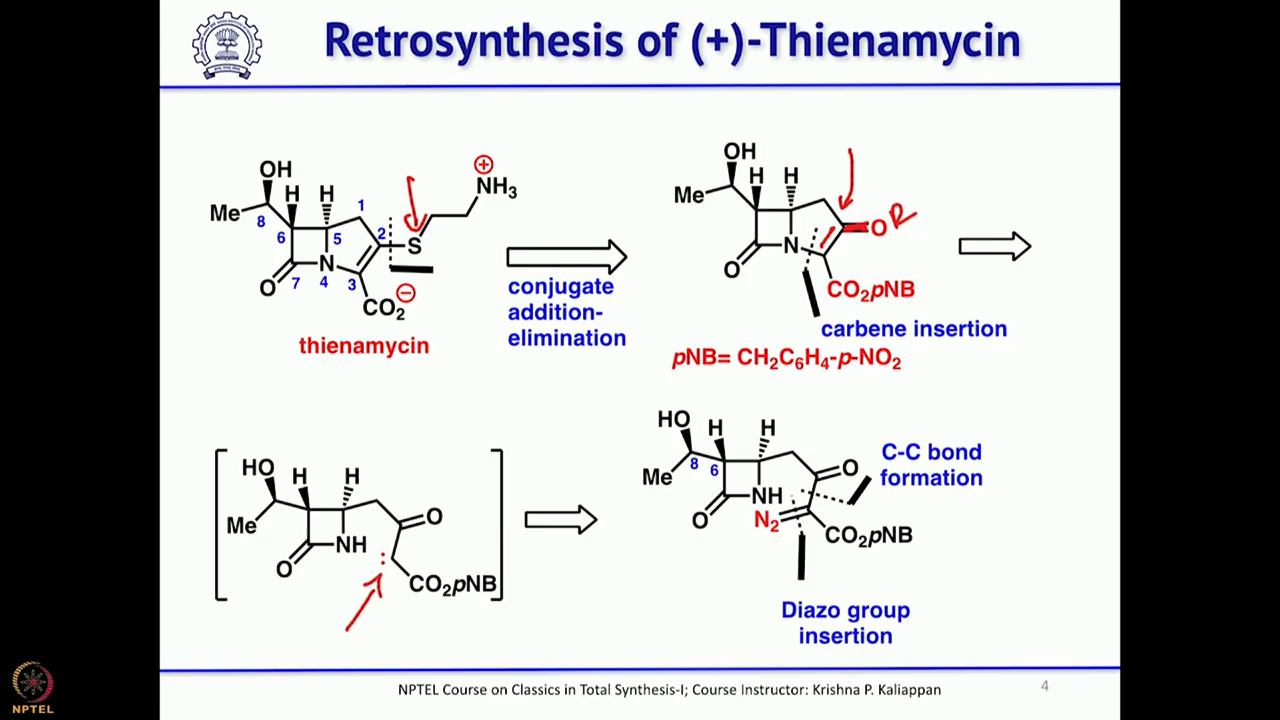 Retrosynthesis of (+)-Thienamycin
OH
H H
Me
8
6 5
1
2
S
⊕
NH3
O
7
N
4
3
CO2
⊖
thienamycin
conjugate
addition-
elimination
OH
H H
Me
O R
N
O
CO2pNB
carbene insertion
pNB= CH2C6H4-p-NO2
HO
H H
Me
O
NH
O
:
CO2pNB
HO
H H
8 6
Me
O
NH
O
N2
CO2pNB
C-C bond
formation
Diazo group
insertion
NPTEL Course on Classics in Total Synthesis-I; Course Instructor: Krishna P. Kaliappan
4
NPTEL